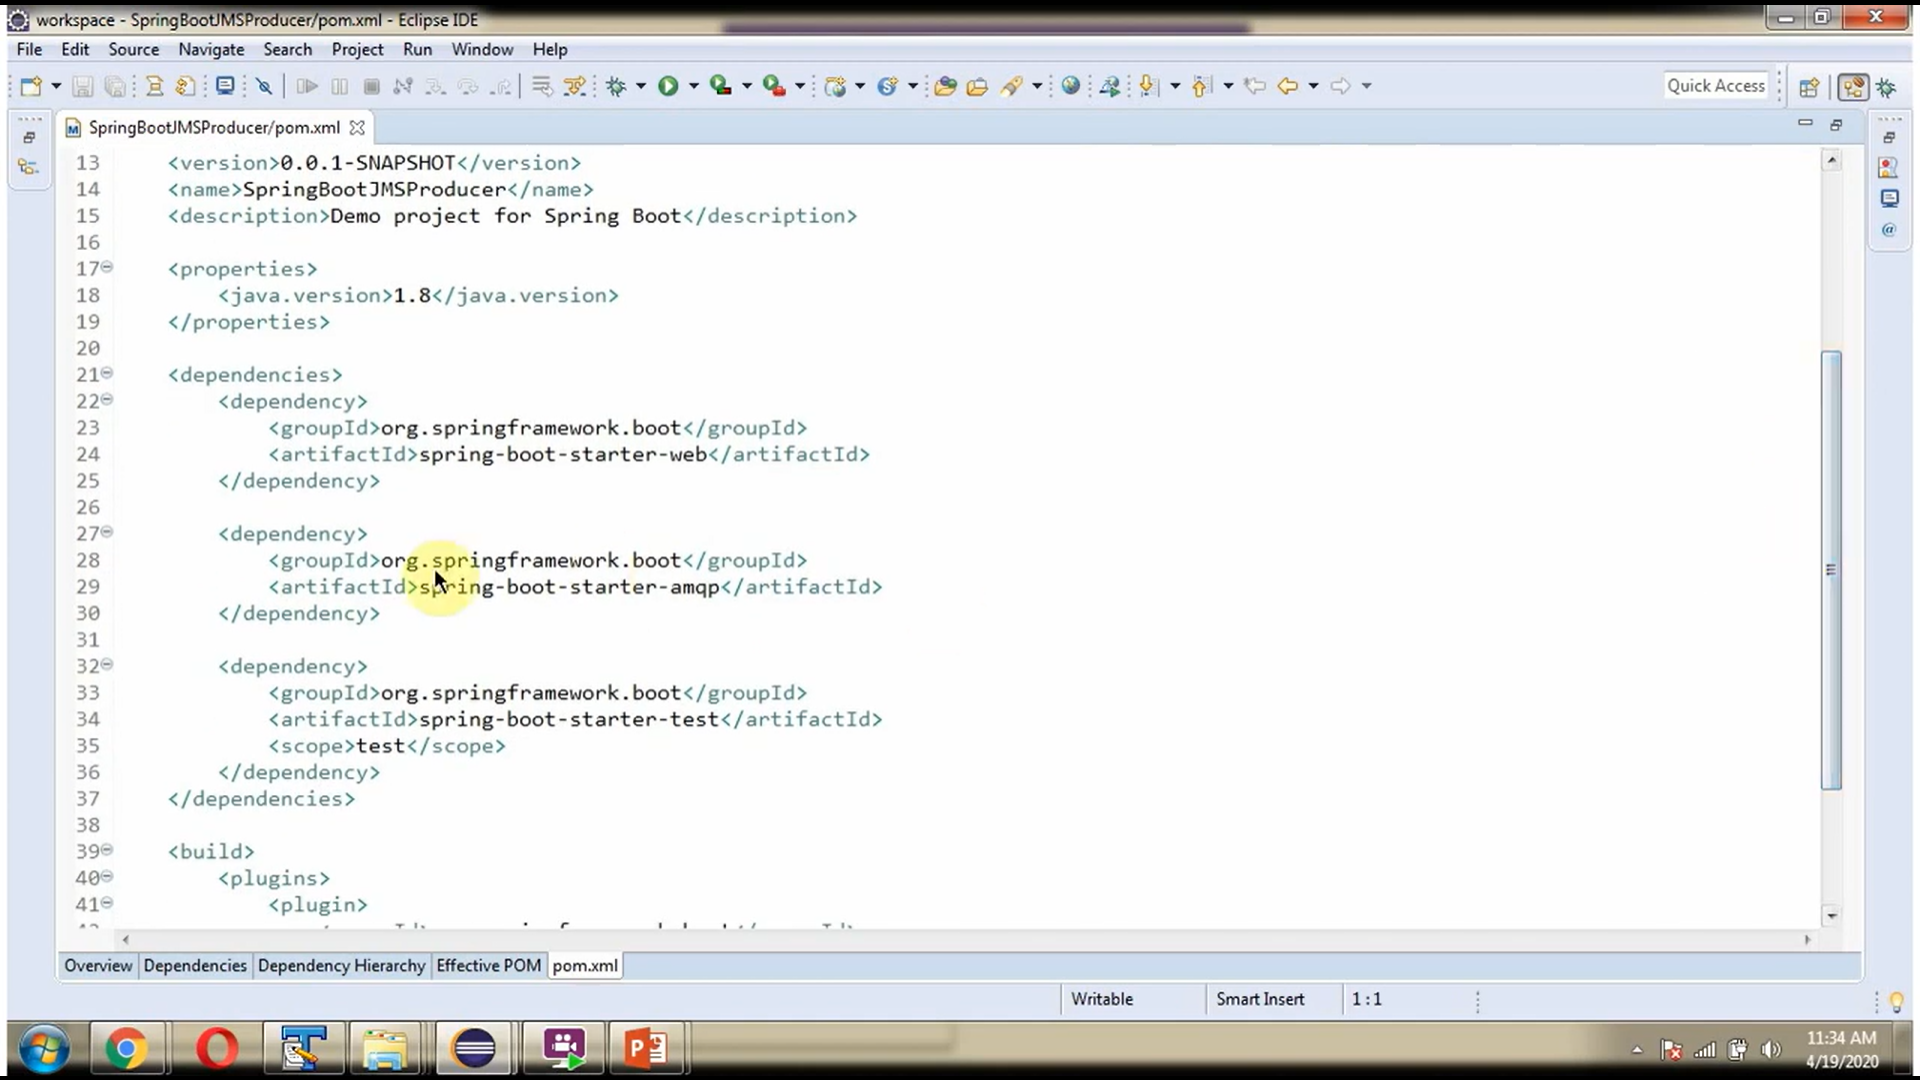 workspace - SpringBootJMSProducer/pom.xml - Eclipse IDE
File Edit Source Navigate Search Project Run Window Help
Quick Access
SpringBootJMSProducer/pom.xml
13 <version>0.0.1-SNAPSHOT</version>
14 <name>SpringBootJMSProducer</name>
15 <description>Demo project for Spring Boot</description>
16
17 <properties>
18 <java.version>1.8</java.version>
19 </properties>
20
21 <dependencies>
22 <dependency>
23 <groupId>org.springframework.boot</groupId>
24 <artifactId>spring-boot-starter-web</artifactId>
25 </dependency>
26
27 <dependency>
28 <groupId>org.springframework.boot</groupId>
29 <artifactId>spring-boot-starter-amqp</artifactId>
30 </dependency>
31
32 <dependency>
33 <groupId>org.springframework.boot</groupId>
34 <artifactId>spring-boot-starter-test</artifactId>
35 <scope>test</scope>
36 </dependency>
37 </dependencies>
38
39 <build>
40 <plugins>
41 <plugin>
Overview Dependencies Dependency Hierarchy Effective POM pom.xml
Writable Smart Insert 1 : 1
11:34 AM
4/19/2020